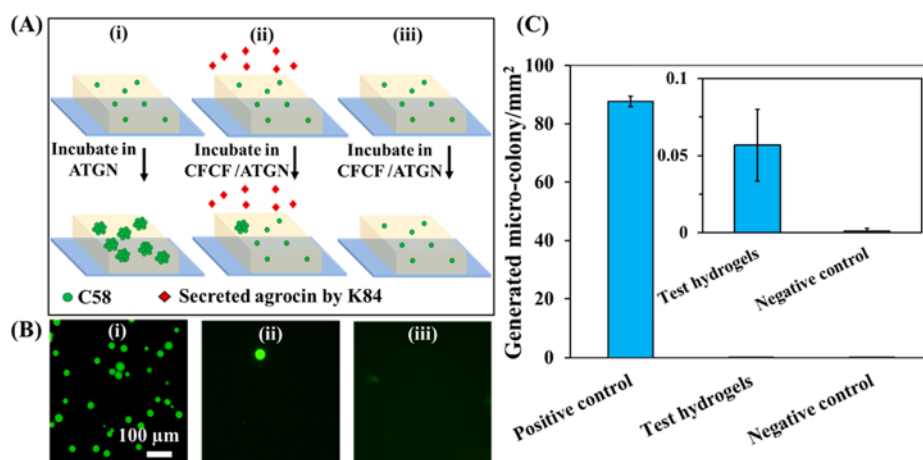 (A)
(i)
(ii)
(iii)
Incubate in
ATGN
Incubate in
CFCF/ATGN
Incubate in
CFCF/ATGN
C58
Secreted agrocin by K84
(B)
(i)
(ii)
(iii)
100 µm
(C)
Generated micro-colony/mm²
100
80
60
40
20
0
0.1
0.05
0
Test hydrogels
Negative control
Positive control
Test hydrogels
Negative control